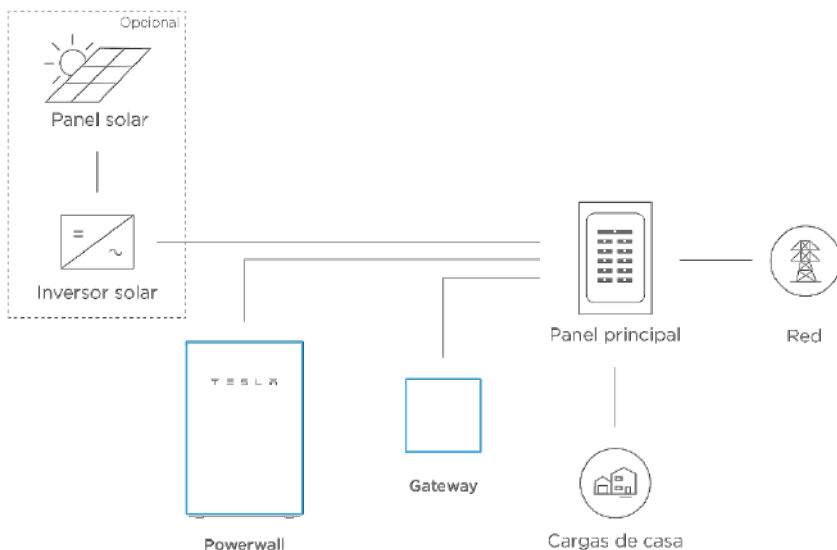 Opcional
Panel solar
Inversor solar
Panel principal
Red
TESLA
Gateway
Powerwall
Cargas de casa